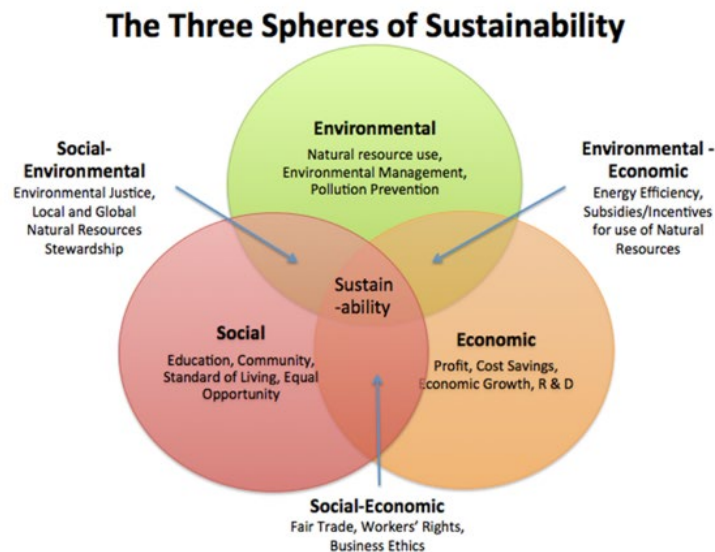 The Three Spheres of Sustainability
Environmental
Natural resource use,
Environmental Management,
Pollution Prevention
Social-
Environmental
Environmental Justice,
Local and Global
Natural Resources
Stewardship
Environmental -
Economic
Energy Efficiency,
Subsidies/Incentives
for use of Natural
Resources
Sustain
-ability
Social
Education, Community,
Standard of Living, Equal
Opportunity
Economic
Profit, Cost Savings,
Economic Growth, R & D
Social-Economic
Fair Trade, Workers' Rights,
Business Ethics